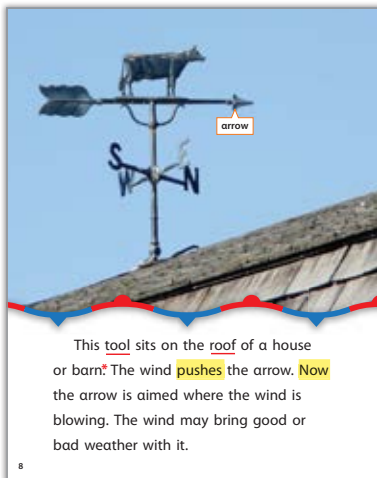 arrow
S
W
N
This tool sits on the roof of a house
or barn.* The wind pushes the arrow. Now
the arrow is aimed where the wind is
blowing. The wind may bring good or
bad weather with it.
8